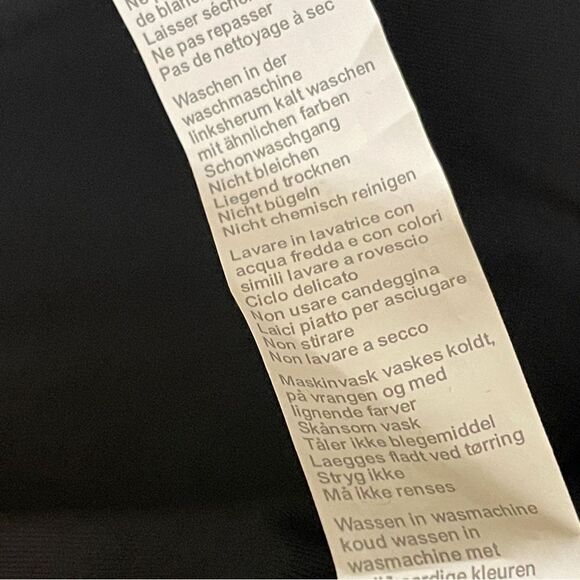 de blan
Laisser séche
Ne pas repasser
Pas de nettoyage à sec
Waschen in der
waschmaschine
linksherum kalt waschen
mit ähnlichen farben
Schonwaschgang
Nicht bleichen
Liegend trocknen
Nicht bügeln
Nicht chemisch reinigen
Lavare in lavatrice con
acqua fredda e con colori
simili lavare a rovescio
Ciclo delicato
Non usare candeggina
Laici piatto per asciugare
Non stirare
Non lavare a secco
Maskinvask vaskes koldt,
på vrangen og med
lignende farver
Skånsom vask
Tåler ikke blegemiddel
Laegges fladt ved tørring
Stryg ikke
Må ikke renses
Wassen in wasmachine
koud wassen in
wasmachine met
kleuren